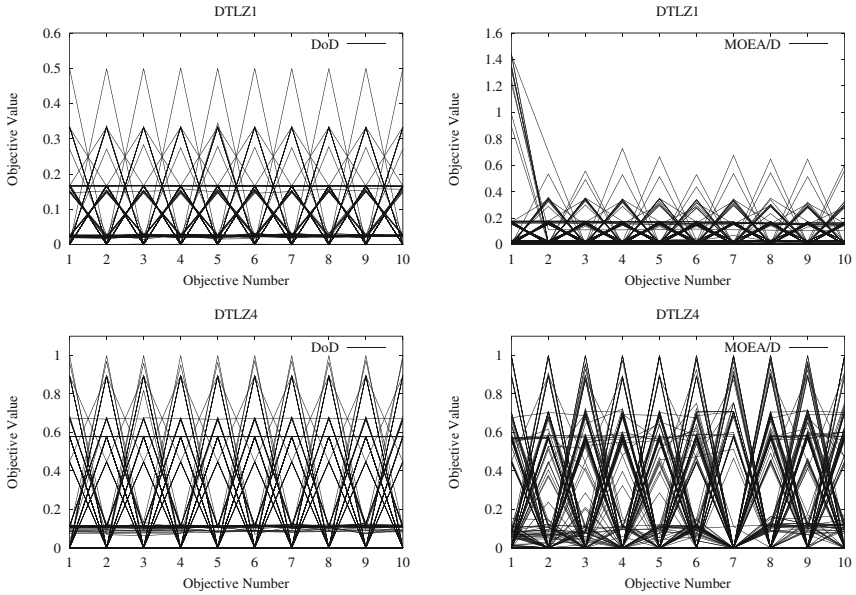 DTLZ1
DoD
0.6
0.5
0.4
0.3
0.2
0.1
0
Objective Value
1 2 3 4 5 6 7 8 9 10
Objective Number
DTLZ1
MOEA/D
1.6
1.4
1.2
1
0.8
0.6
0.4
0.2
0
Objective Value
1 2 3 4 5 6 7 8 9 10
Objective Number
DTLZ4
DoD
1
0.8
0.6
0.4
0.2
0
Objective Value
1 2 3 4 5 6 7 8 9 10
Objective Number
DTLZ4
MOEA/D
1
0.8
0.6
0.4
0.2
0
Objective Value
1 2 3 4 5 6 7 8 9 10
Objective Number